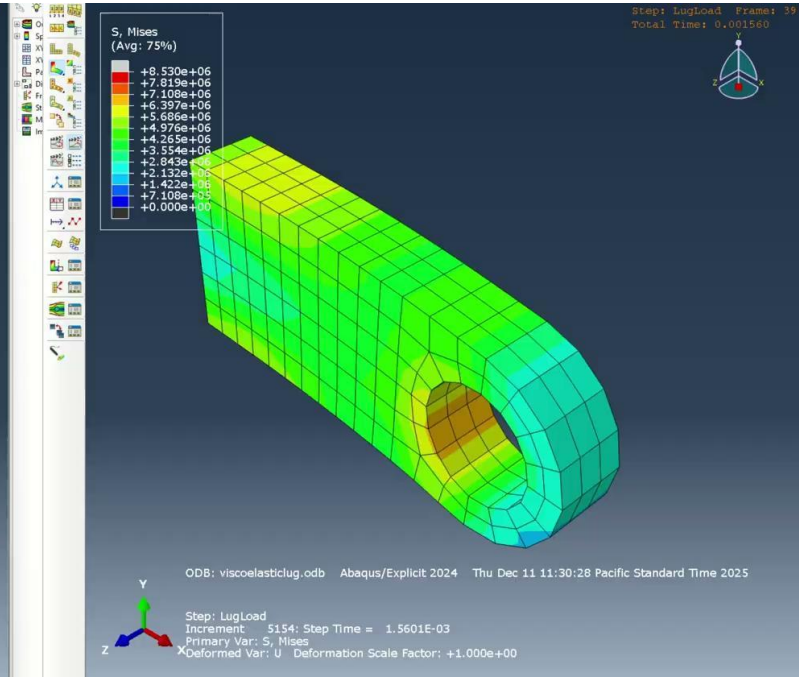 Step: LugLoad Frame: 39
Total Time: 0.001560
S, Mises
(Avg: 75%)
+8.530e+06
+7.819e+06
+7.108e+06
+6.397e+06
+5.686e+06
+4.976e+06
+4.265e+06
+3.554e+06
+2.843e+06
+2.132e+06
+1.422e+06
+7.108e+05
+0.000e+00
Y
Z
X
ODB: viscoelasticlug.odb Abaqus/Explicit 2024 Thu Dec 11 11:30:28 Pacific Standard Time 2025
Y
Z
X
Step: LugLoad
Increment 5154: Step Time = 1.5601E-03
Primary Var: S, Mises
Deformed Var: U Deformation Scale Factor: +1.000e+00